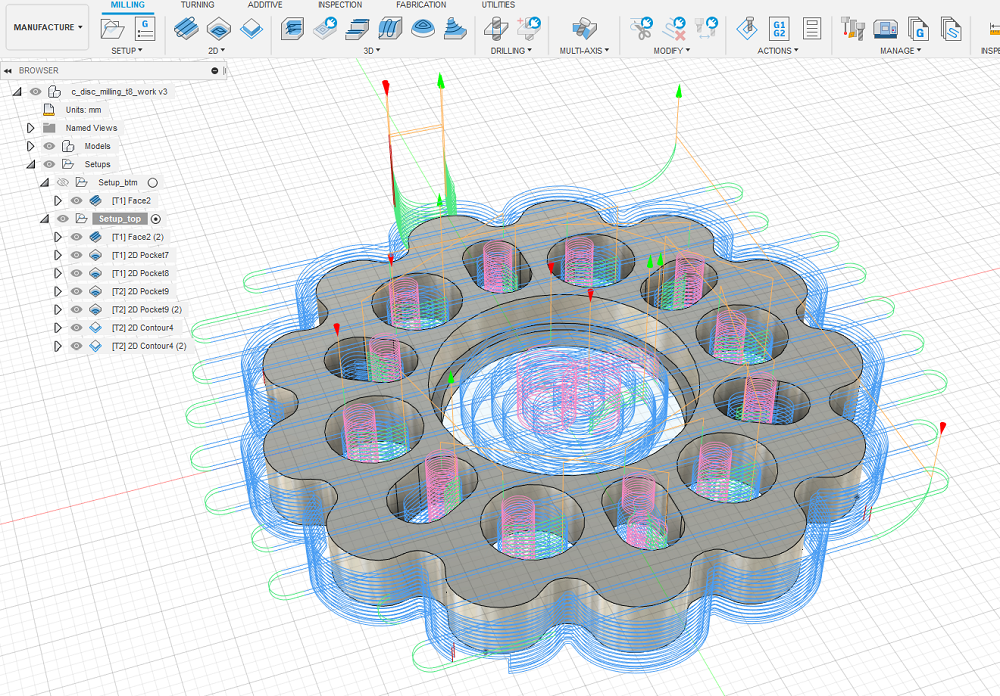 MILLING TURNING ADDITIVE INSPECTION FABRICATION UTILITIES
MANUFACTURE
G
G1
G2
G
SETUP 2D 3D DRILLING MULTI-AXIS MODIFY ACTIONS MANAGE INSPE
BROWSER
c_disc_milling_t8_work v3
Units: mm
Named Views
Models
Setups
Setup_btm
[T1] Face2
Setup_top
[T1] Face2 (2)
[T1] 2D Pocket7
[T1] 2D Pocket8
[T2] 2D Pocket9
[T2] 2D Pocket9 (2)
[T2] 2D Contour4
[T2] 2D Contour4 (2)